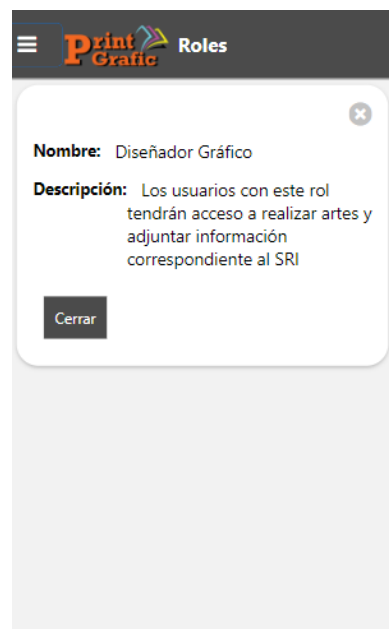 Print Grafic Roles
Nombre: Diseñador Gráfico
Descripción: Los usuarios con este rol
tendrán acceso a realizar artes y
adjuntar información
correspondiente al SRI
Cerrar